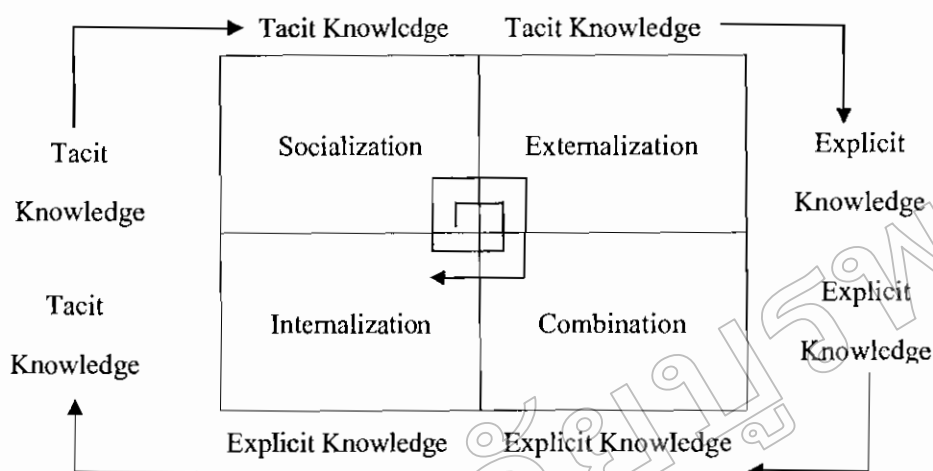 Tacit Knowledge Tacit Knowledge
Socialization Externalization
Tacit
Knowledge
Explicit
Knowledge
Tacit
Knowledge
Internalization Combination
Explicit
Knowledge
Explicit Knowledge Explicit Knowledge